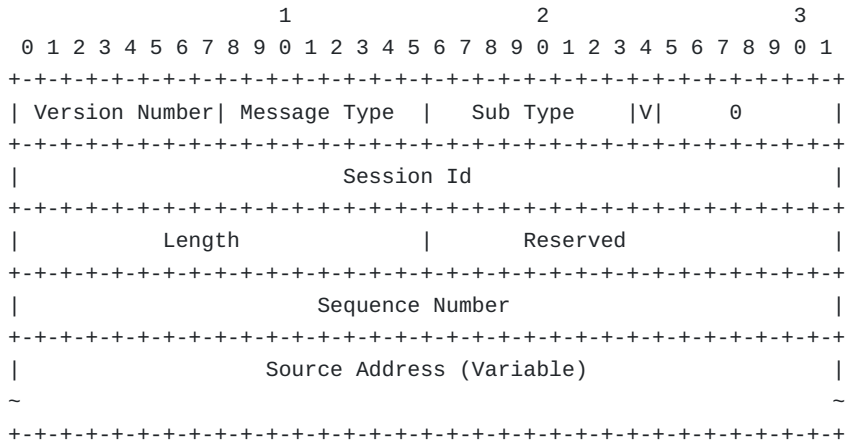 1                   2                   3
 0 1 2 3 4 5 6 7 8 9 0 1 2 3 4 5 6 7 8 9 0 1 2 3 4 5 6 7 8 9 0 1
+-+-+-+-+-+-+-+-+-+-+-+-+-+-+-+-+-+-+-+-+-+-+-+-+-+-+-+-+-+-+-+-+
| Version Number| Message Type  |   Sub Type    |V|     0       |
+-+-+-+-+-+-+-+-+-+-+-+-+-+-+-+-+-+-+-+-+-+-+-+-+-+-+-+-+-+-+-+-+
|                         Session Id                            |
+-+-+-+-+-+-+-+-+-+-+-+-+-+-+-+-+-+-+-+-+-+-+-+-+-+-+-+-+-+-+-+-+
|           Length              |       Reserved                |
+-+-+-+-+-+-+-+-+-+-+-+-+-+-+-+-+-+-+-+-+-+-+-+-+-+-+-+-+-+-+-+-+
|                       Sequence Number                         |
+-+-+-+-+-+-+-+-+-+-+-+-+-+-+-+-+-+-+-+-+-+-+-+-+-+-+-+-+-+-+-+-+
|                   Source Address (Variable)                   |
~                                                               ~
+-+-+-+-+-+-+-+-+-+-+-+-+-+-+-+-+-+-+-+-+-+-+-+-+-+-+-+-+-+-+-+-+